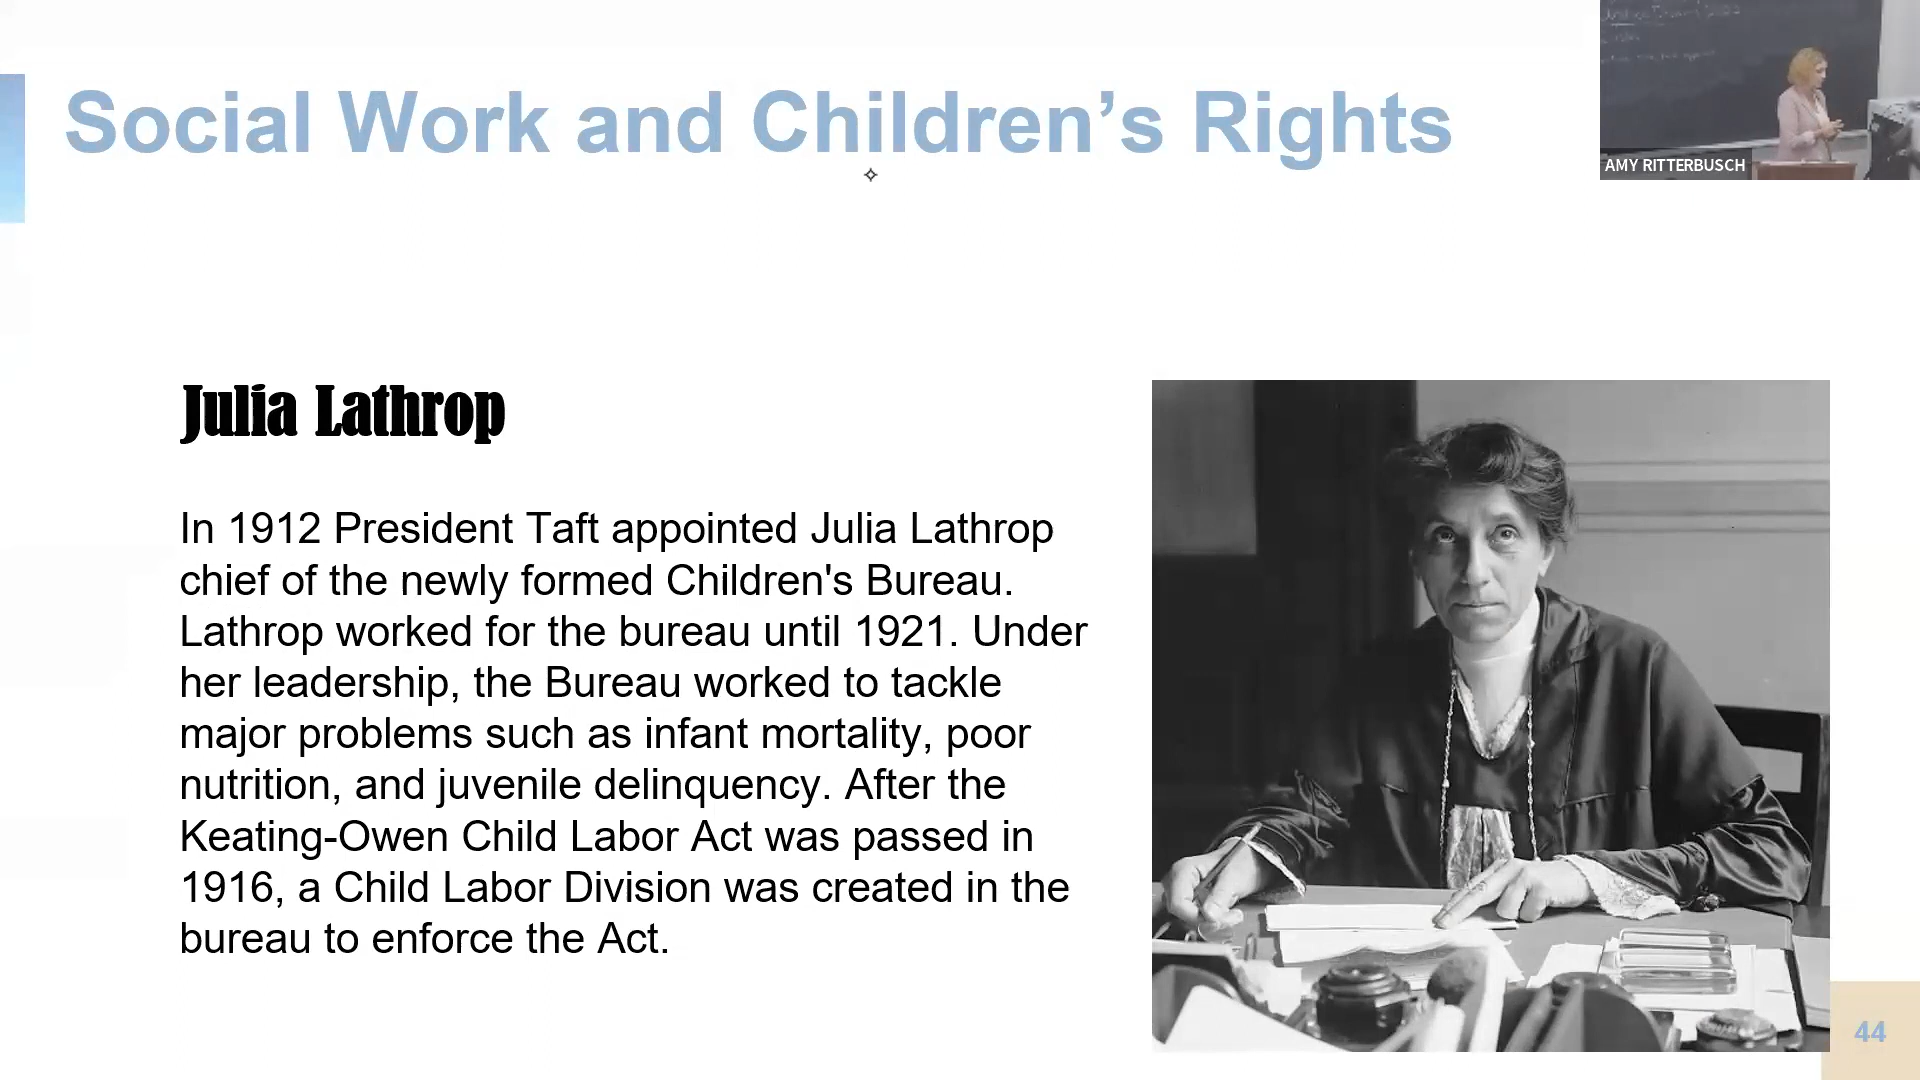 Social Work and Children’s Rights
AMY RITTERBUSCH
Julia Lathrop
In 1912 President Taft appointed Julia Lathrop
chief of the newly formed Children's Bureau.
Lathrop worked for the bureau until 1921. Under
her leadership, the Bureau worked to tackle
major problems such as infant mortality, poor
nutrition, and juvenile delinquency. After the
Keating-Owen Child Labor Act was passed in
1916, a Child Labor Division was created in the
bureau to enforce the Act.
44